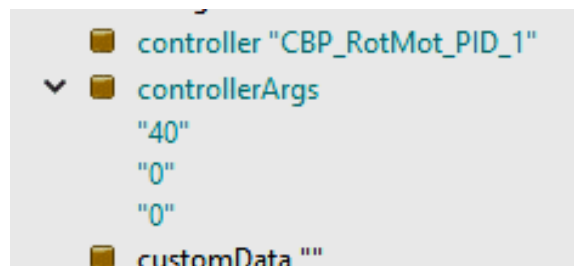 controller "CBP_RotMot_PID_1"
controllerArgs
"40"
"0"
"0"
customData ""